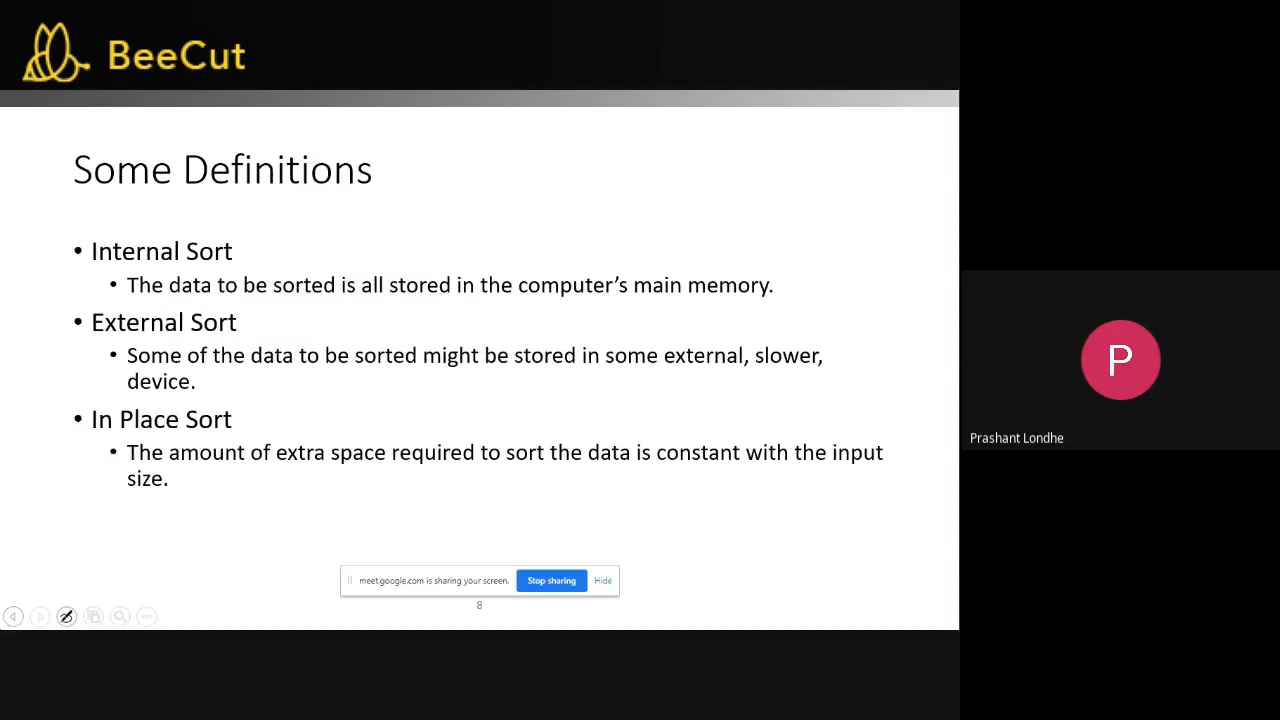 BeeCut
Some Definitions
• Internal Sort
• The data to be sorted is all stored in the computer’s main memory.
• External Sort
• Some of the data to be sorted might be stored in some external, slower,
device.
• In Place Sort
• The amount of extra space required to sort the data is constant with the input
size.
meet.google.com is sharing your screen. Stop sharing Hide
8
P
Prashant Londhe